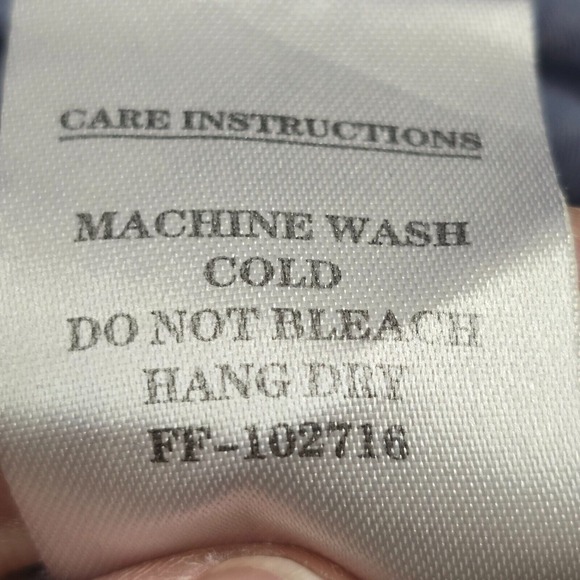 CARE INSTRUCTIONS
MACHINE WASH
COLD
DO NOT BLEACH
HANG DRY
FF-102716